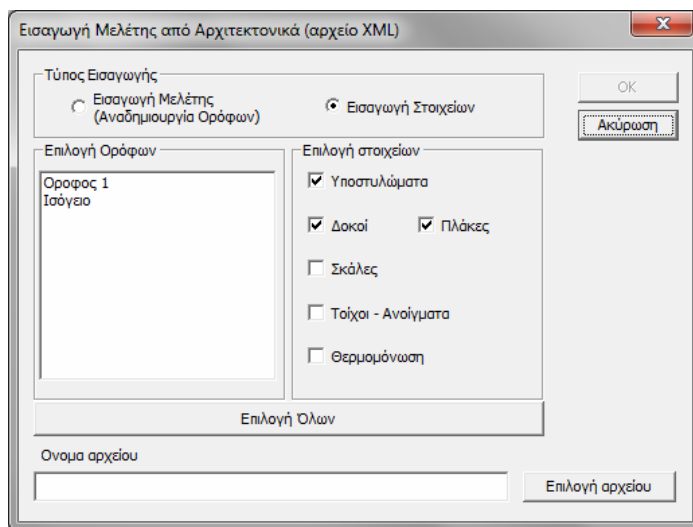 Εισαγωγή Μελέτης από Αρχιτεκτονικά (αρχείο XML)
Τύπος Εισαγωγής
Εισαγωγή Μελέτης
(Αναδημιουργία Ορόφων)
Εισαγωγή Στοιχείων
OK
Ακύρωση
Επιλογή Ορόφων
Οροφος 1
Ισόγειο
Επιλογή στοιχείων
Υποστυλώματα
Δοκοί
Πλάκες
Σκάλες
Τοίχοι - Ανοίγματα
Θερμομόνωση
Επιλογή Όλων
Ονομα αρχείου
Επιλογή αρχείου